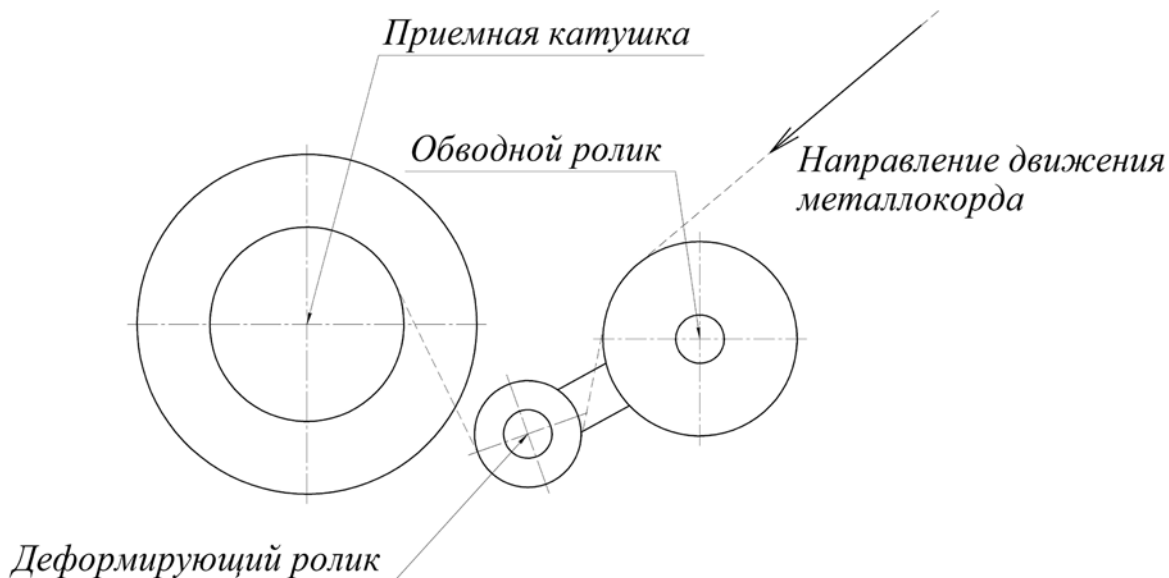 Приемная катушка
Обводной ролик
Направление движения
металлокорда
Деформирующий ролик